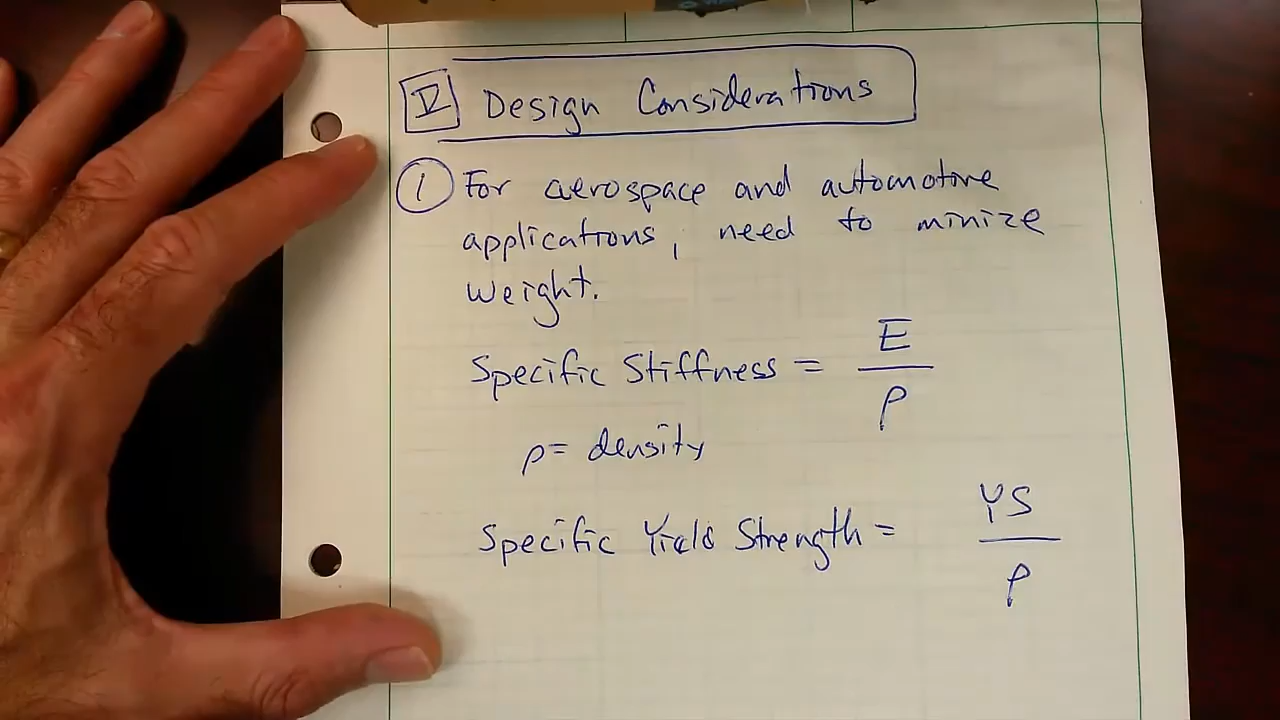 V Design Considerations
① For aerospace and automotive
applications, need to minize
weight.
Specific Stiffness = E/ρ
ρ = density
Specific Yield Strength = YS/ρ